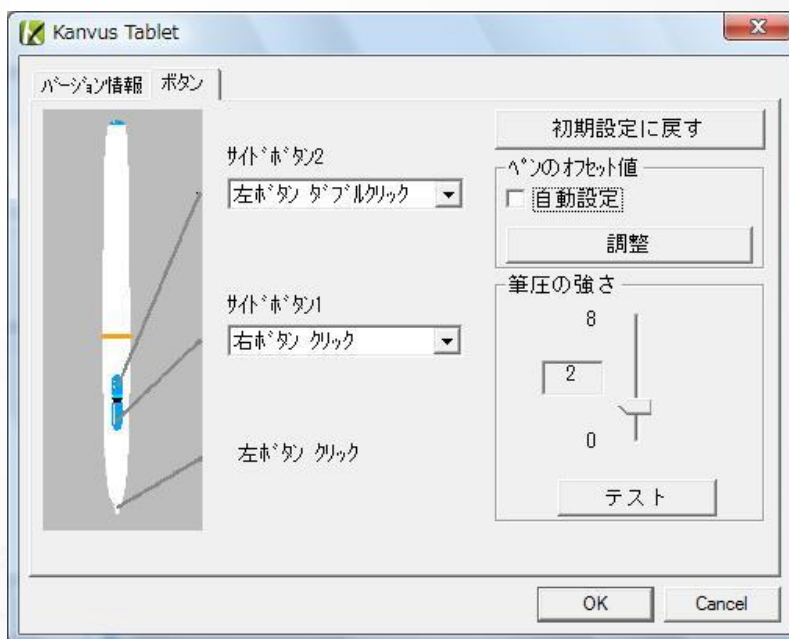 Kanvus Tablet
バージョン情報
ボタン
サイドボタン2
左ボタン ダブルクリック
サイドボタン1
右ボタン クリック
左ボタン クリック
初期設定に戻す
ペンのオフセット値
自動設定
調整
筆圧の強さ
8
2
0
テスト
OK
Cancel